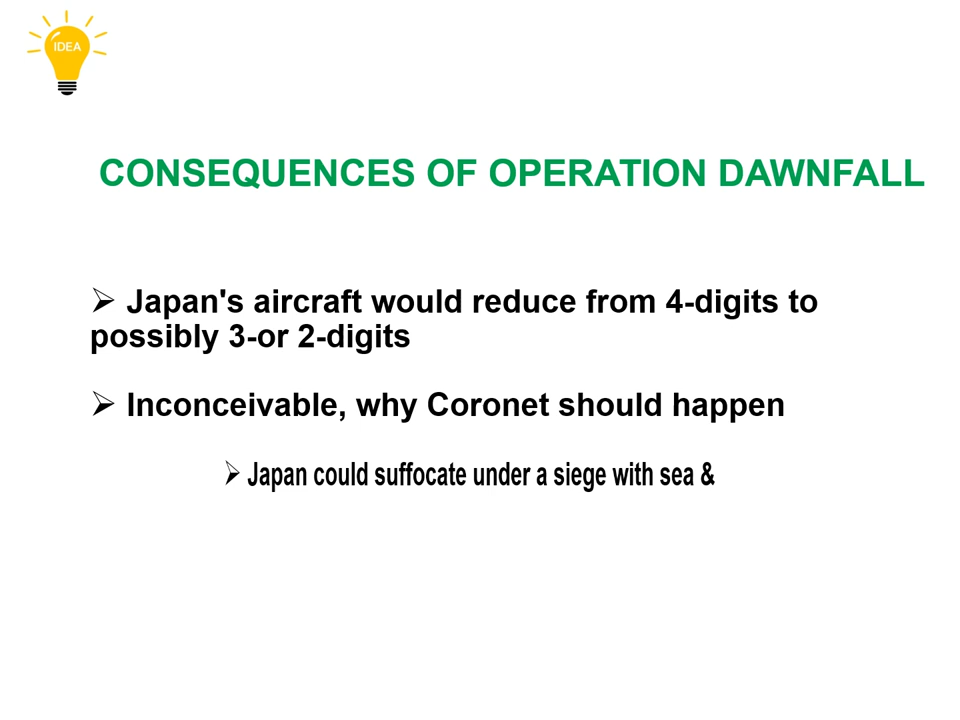 IDEA
CONSEQUENCES OF OPERATION DAWNFALL
➢ Japan's aircraft would reduce from 4-digits to
possibly 3-or 2-digits
➢ Inconceivable, why Coronet should happen
➢ Japan could suffocate under a siege with sea &